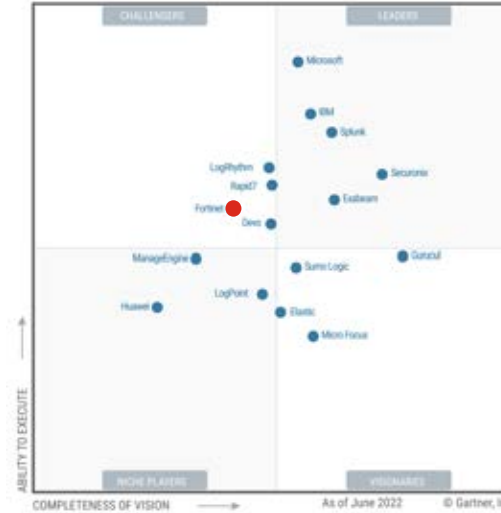 CHALLENGERS
LEADERS
Microsoft
IBM
Splunk
LogRhythm
Securonix
Rapid7
Exabeam
Fortinet
Devo
ManageEngine
Gurucul
Sumo Logic
LogPoint
Huawei
Elastic
Micro Focus
ABILITY TO EXECUTE
NICHE PLAYERS
VISIONARIES
COMPLETENESS OF VISION
As of June 2022
© Gartner, In